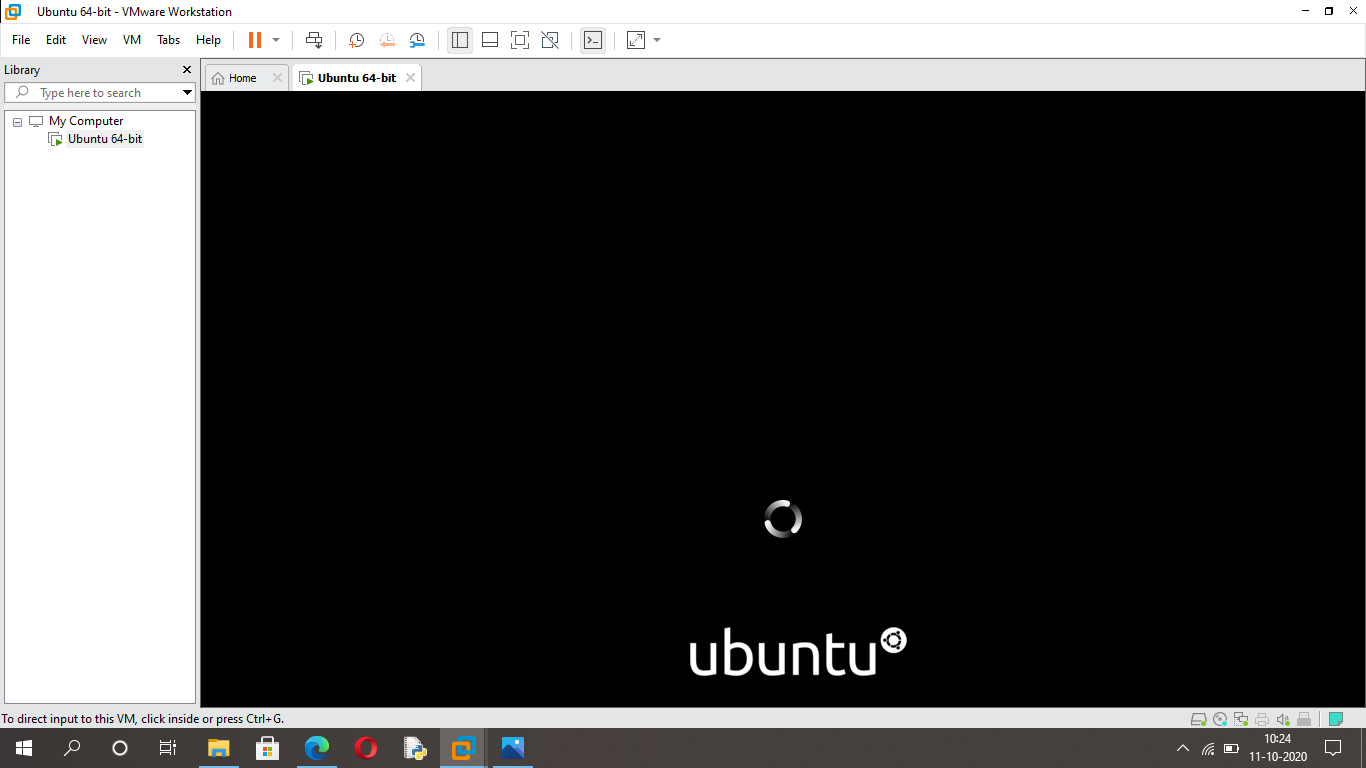 Ubuntu 64-bit - VMware Workstation
File Edit View VM Tabs Help
Library
Type here to search
Home
Ubuntu 64-bit
My Computer
Ubuntu 64-bit
ubuntu
To direct input to this VM, click inside or press Ctrl+G.
10:24
11-10-2020